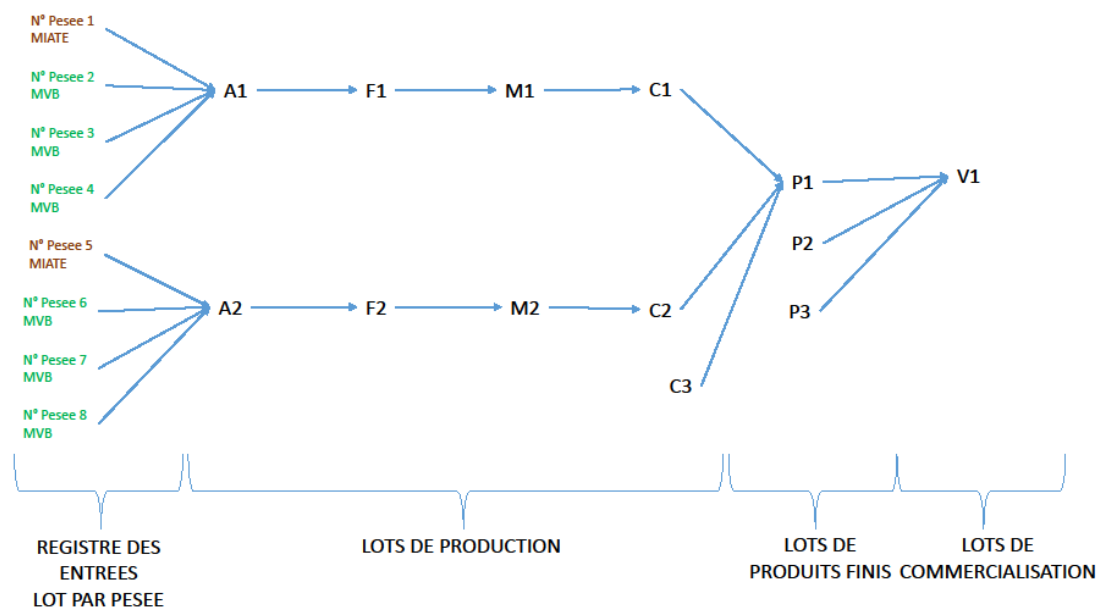 N° Pesee 1
MIATE
N° Pesee 2
MVB
N° Pesee 3
MVB
N° Pesee 4
MVB
A1
F1
M1
C1
P1
V1
P2
P3
N° Pesee 5
MIATE
N° Pesee 6
MVB
N° Pesee 7
MVB
N° Pesee 8
MVB
A2
F2
M2
C2
C3
REGISTRE DES
ENTREES
LOT PAR PESEE
LOTS DE PRODUCTION
LOTS DE
PRODUITS FINIS
LOTS DE
COMMERCIALISATION